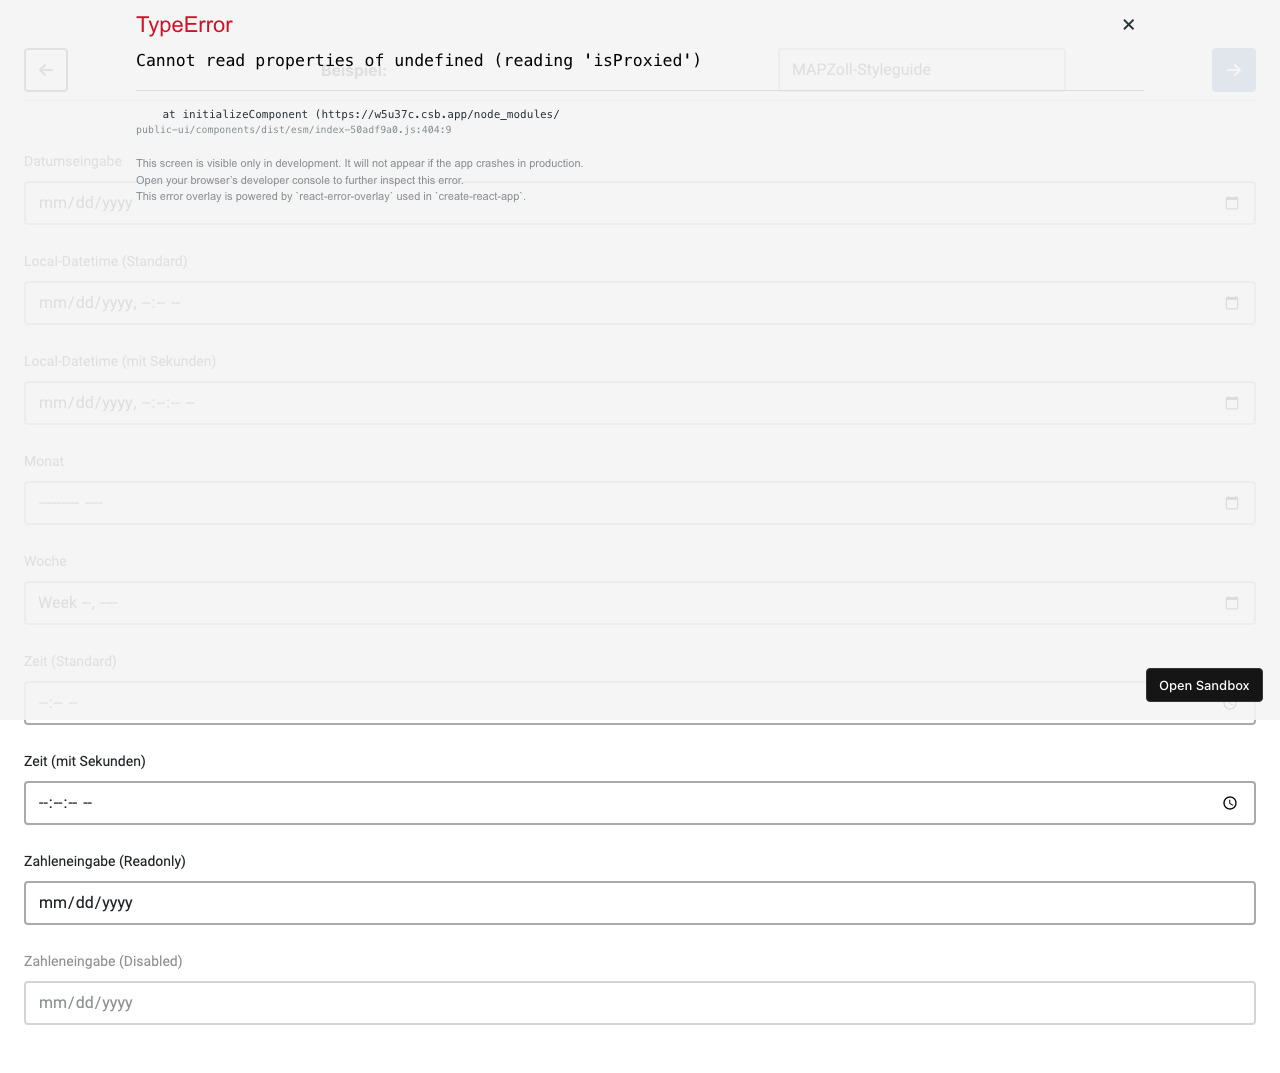 TypeError
Cannot read properties of undefined (reading 'isProxied')
Beispiel:
MAPZoll-Styleguide
at initializeComponent (https://w5u37c.csb.app/node_modules/
public-ui/components/dist/esm/index-50adf9a0.js:404:9
This screen is visible only in development. It will not appear if the app crashes in production.
Open your browser's developer console to further inspect this error.
This error overlay is powered by `react-error-overlay` used in `create-react-app`.
Datumseingabe
mm/dd/yyyy
Local-Datetime (Standard)
mm/dd/yyyy, --:-- --
Local-Datetime (mit Sekunden)
mm/dd/yyyy, --:--:-- --
Monat
--------- ----
Woche
Week --, ----
Zeit (Standard)
--:-- --
Open Sandbox
Zeit (mit Sekunden)
--:--:-- --
Zahleneingabe (Readonly)
mm/dd/yyyy
Zahleneingabe (Disabled)
mm/dd/yyyy